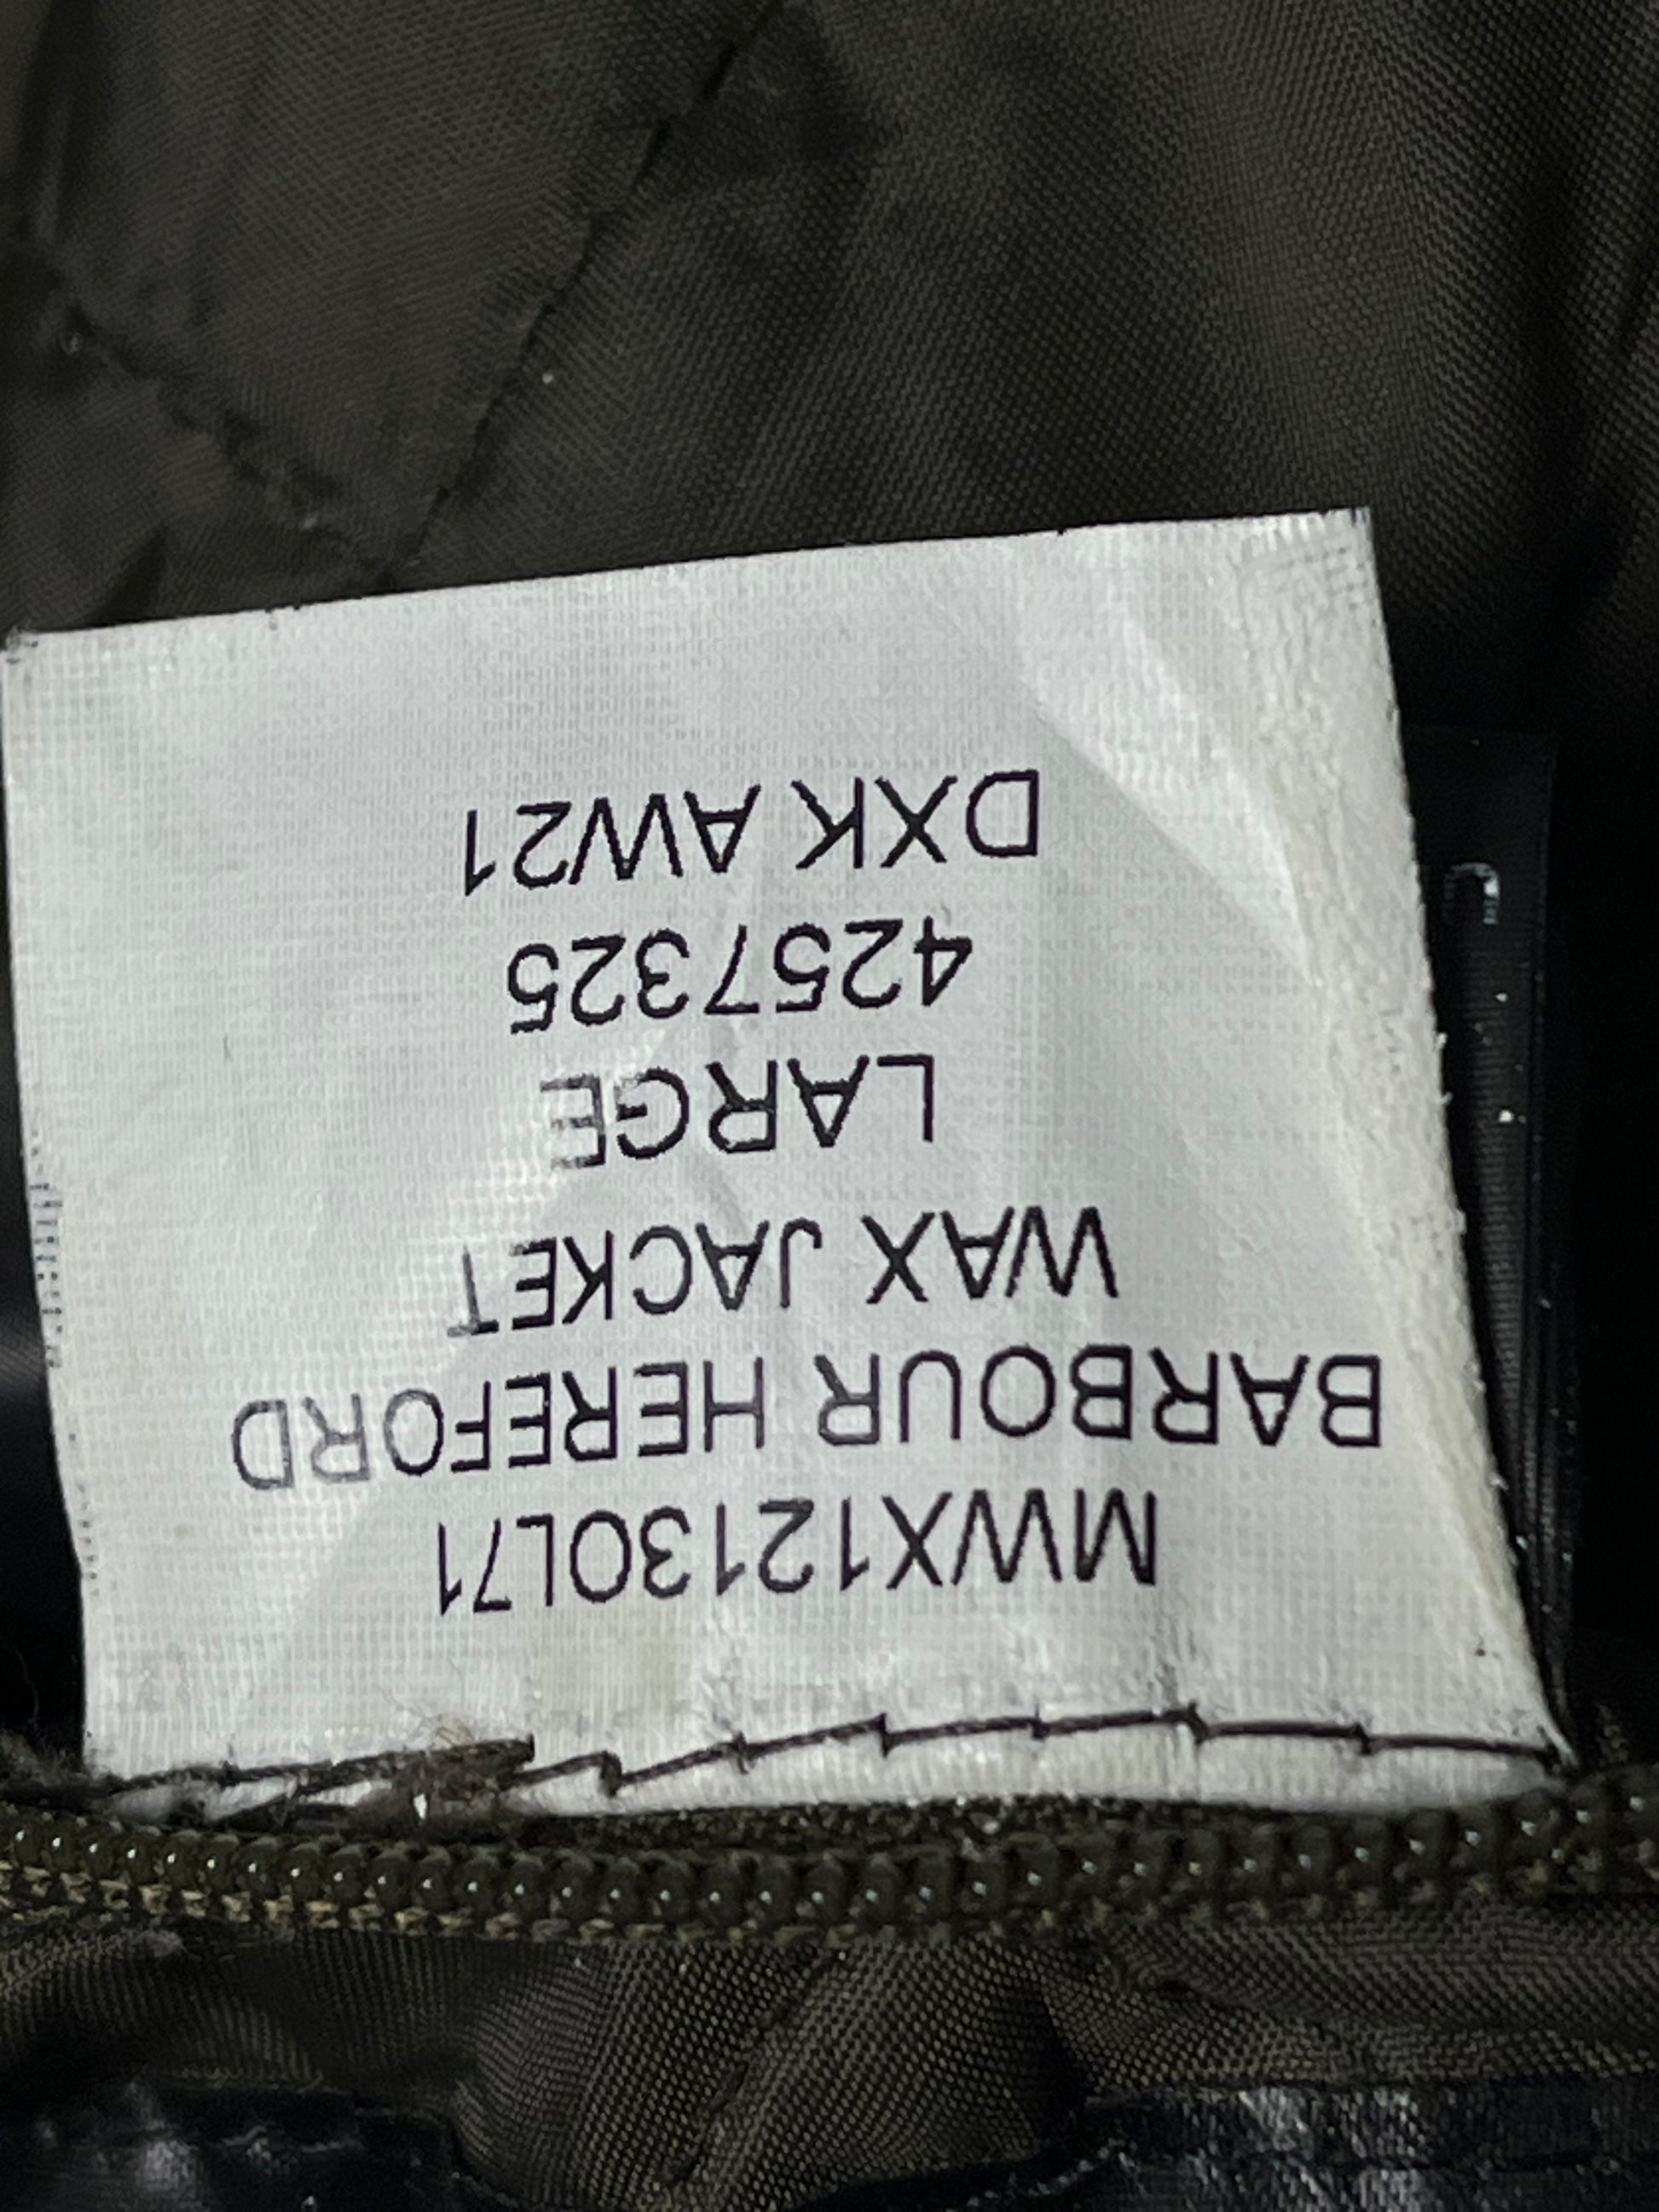 MWX1213OL71
BARBOUR HEREFORD
WAX JACKET
LARGE
4257325
DXK AW21